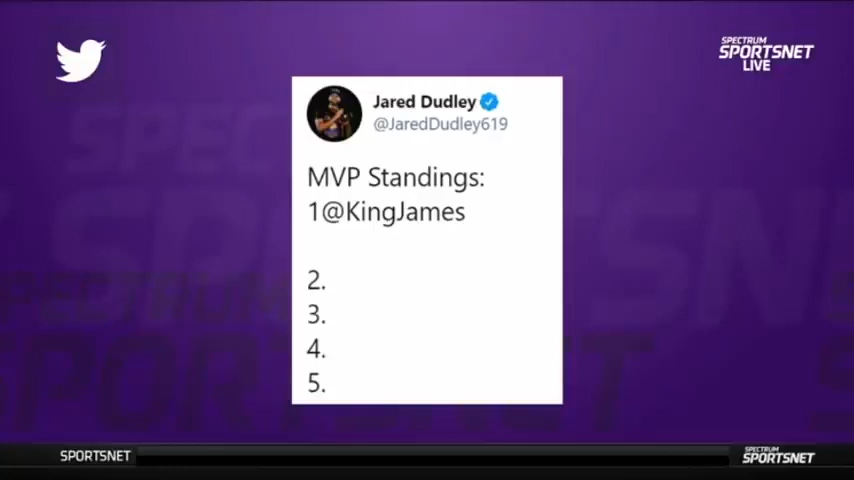 SPECTRUM
SPORTSNET
LIVE
Jared Dudley
@JaredDudley619
MVP Standings:
1@KingJames
2.
3.
4.
5.
SPORTSNET
SPECTRUM
SPORTSNET